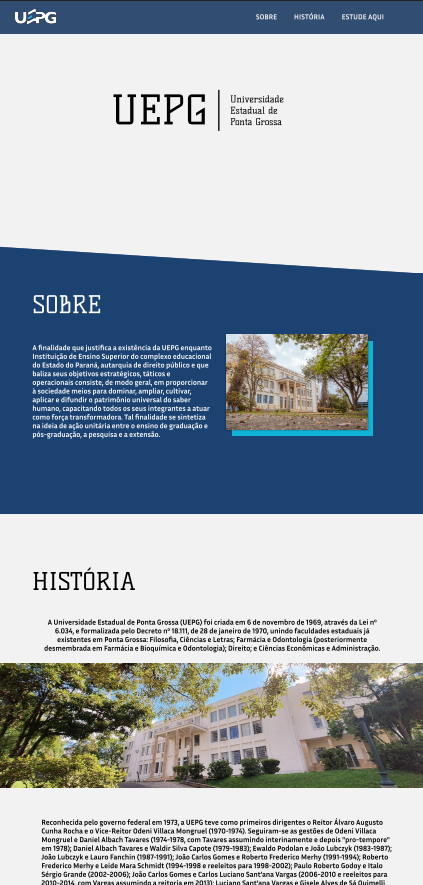 UEPG
SOBRE
HISTÓRIA
ESTUDE AQUI
UEPG
Universidade
Estadual de
Ponta Grossa
SOBRE
A finalidade que justifica a existência da UEPG enquanto
Instituição de Ensino Superior do complexo educacional
do Estado do Paraná, autarquia de direito público e que
baliza seus objetivos estratégicos, táticos e
operacionais consiste, de modo geral, em proporcionar
à sociedade meios para dominar, ampliar, cultivar,
aplicar e difundir o patrimônio universal do saber
humano, capacitando todos os seus integrantes a atuar
como força transformadora. Tal finalidade se sintetiza
na ideia de ação unitária entre o ensino de graduação e
pós-graduação, a pesquisa e a extensão.
HISTÓRIA
A Universidade Estadual de Ponta Grossa (UEPG) foi criada em 6 de novembro de 1969, através da Lei nº
6.034, e formalizada pelo Decreto nº 18.111, de 28 de janeiro de 1970, unindo faculdades estaduais já
existentes em Ponta Grossa: Filosofia, Ciências e Letras; Farmácia e Odontologia (posteriormente
desmembrada em Farmácia e Bioquímica e Odontologia); Direito; e Ciências Econômicas e Administração.
Reconhecida pelo governo federal em 1973, a UEPG teve como primeiros dirigentes o Reitor Álvaro Augusto
Cunha Rocha e o Vice-Reitor Odeni Villaca Mongruel (1970-1974). Seguiram-se as gestões de Odeni Villaca
Mongruel e Daniel Albach Tavares (1974-1978, com Tavares assumindo interinamente e depois "pro-tempore"
em 1978); Daniel Albach Tavares e Waldir Silva Capote (1979-1983); Ewaldo Podolan e João Lubczyk (1983-1987);
João Lubczyk e Lauro Fanchin (1987-1991); João Carlos Gomes e Roberto Frederico Merhy (1991-1994); Roberto
Frederico Merhy e Leide Mara Schmidt (1994-1998 e reeleitos para 1998-2002); Paulo Roberto Godoy e Italo
Sérgio Grande (2002-2006); João Carlos Gomes e Carlos Luciano Sant'ana Vargas (2006-2010 e reeleitos para
2010-2014, com Vargas assumindo a reitoria em 2013); Luciano Sant'ana Vargas e Gisele Alves de Sá Quimelli